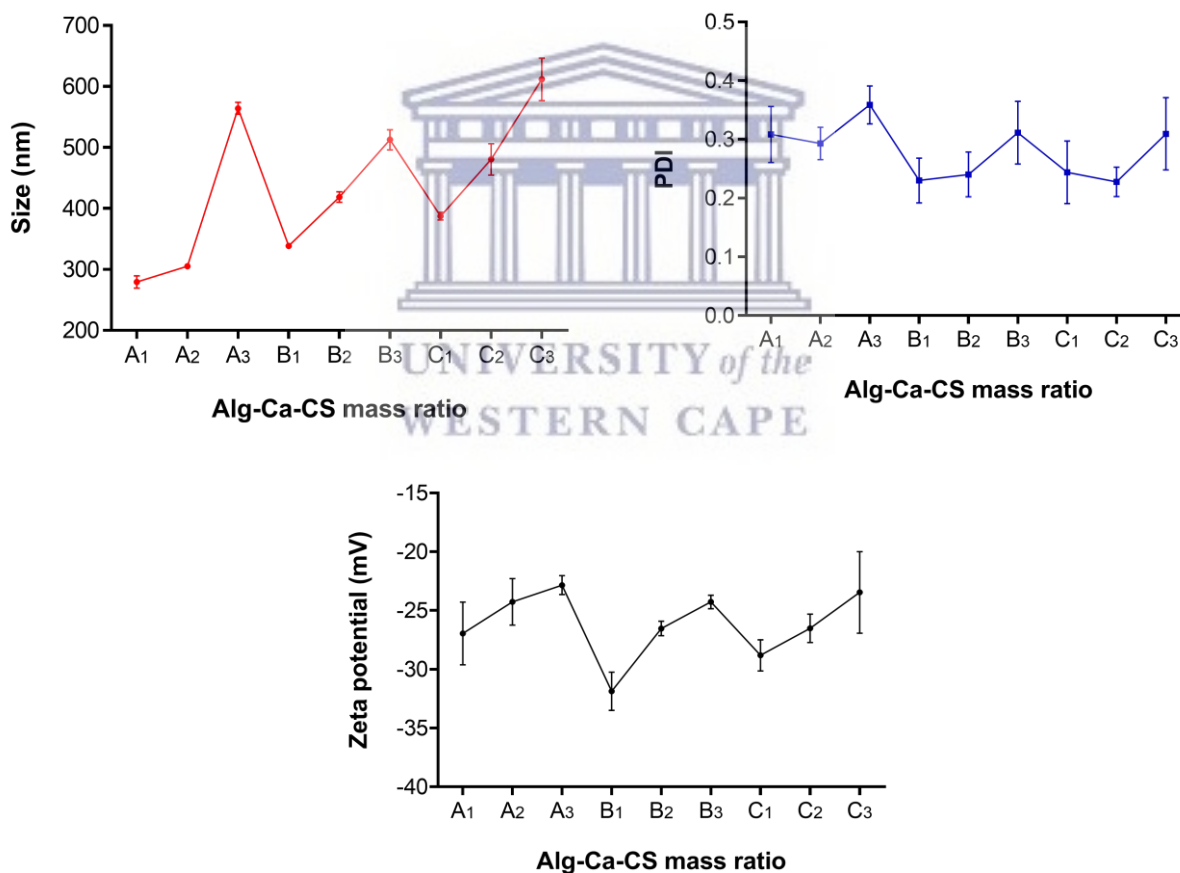 700
600
500
400
300
200
Size (nm)
A1 A2 A3 B1 B2 B3 C1 C2 C3
Alg-Ca-CS mass ratio
0.5
0.4
0.3
0.2
0.1
0.0
PDI
A1 A2 A3 B1 B2 B3 C1 C2 C3
Alg-Ca-CS mass ratio
UNIVERSITY of the
WESTERN CAPE
-15
-20
-25
-30
-35
-40
Zeta potential (mV)
A1 A2 A3 B1 B2 B3 C1 C2 C3
Alg-Ca-CS mass ratio